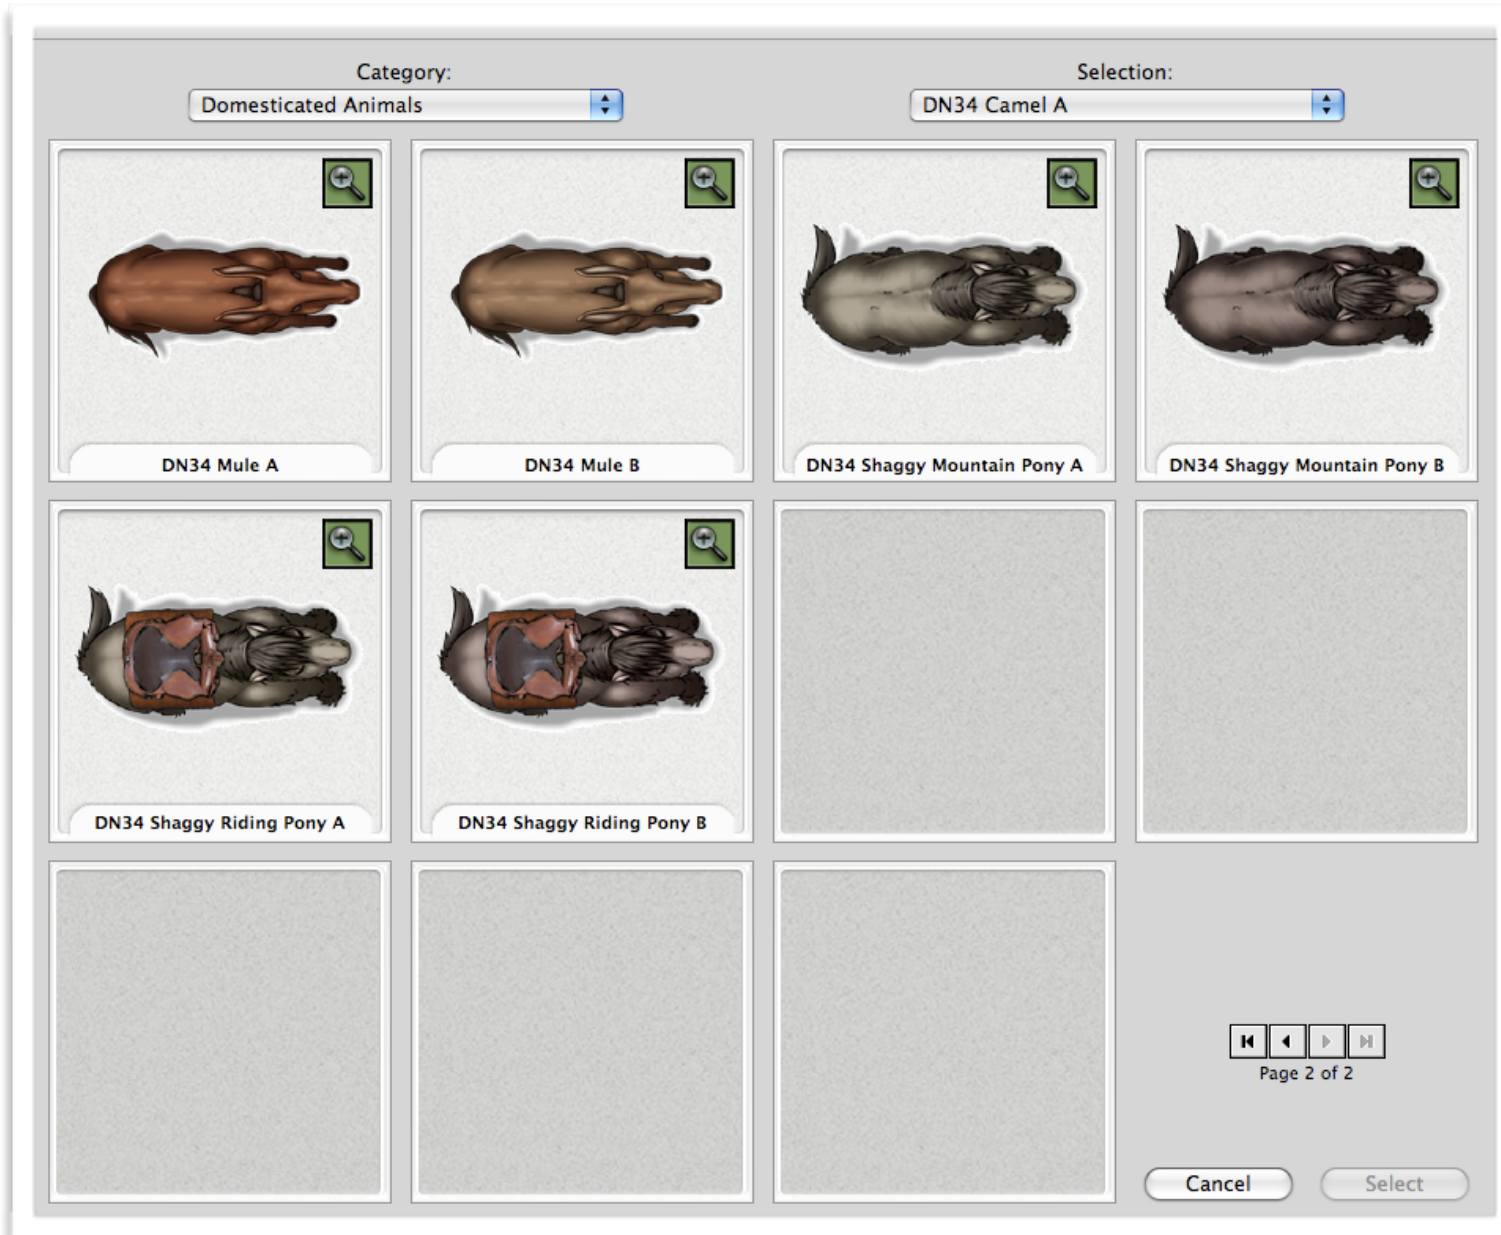 Category:
Selection:
Domesticated Animals
DN34 Camel A
DN34 Mule A
DN34 Mule B
DN34 Shaggy Mountain Pony A
DN34 Shaggy Mountain Pony B
DN34 Shaggy Riding Pony A
DN34 Shaggy Riding Pony B
Page 2 of 2
Cancel
Select